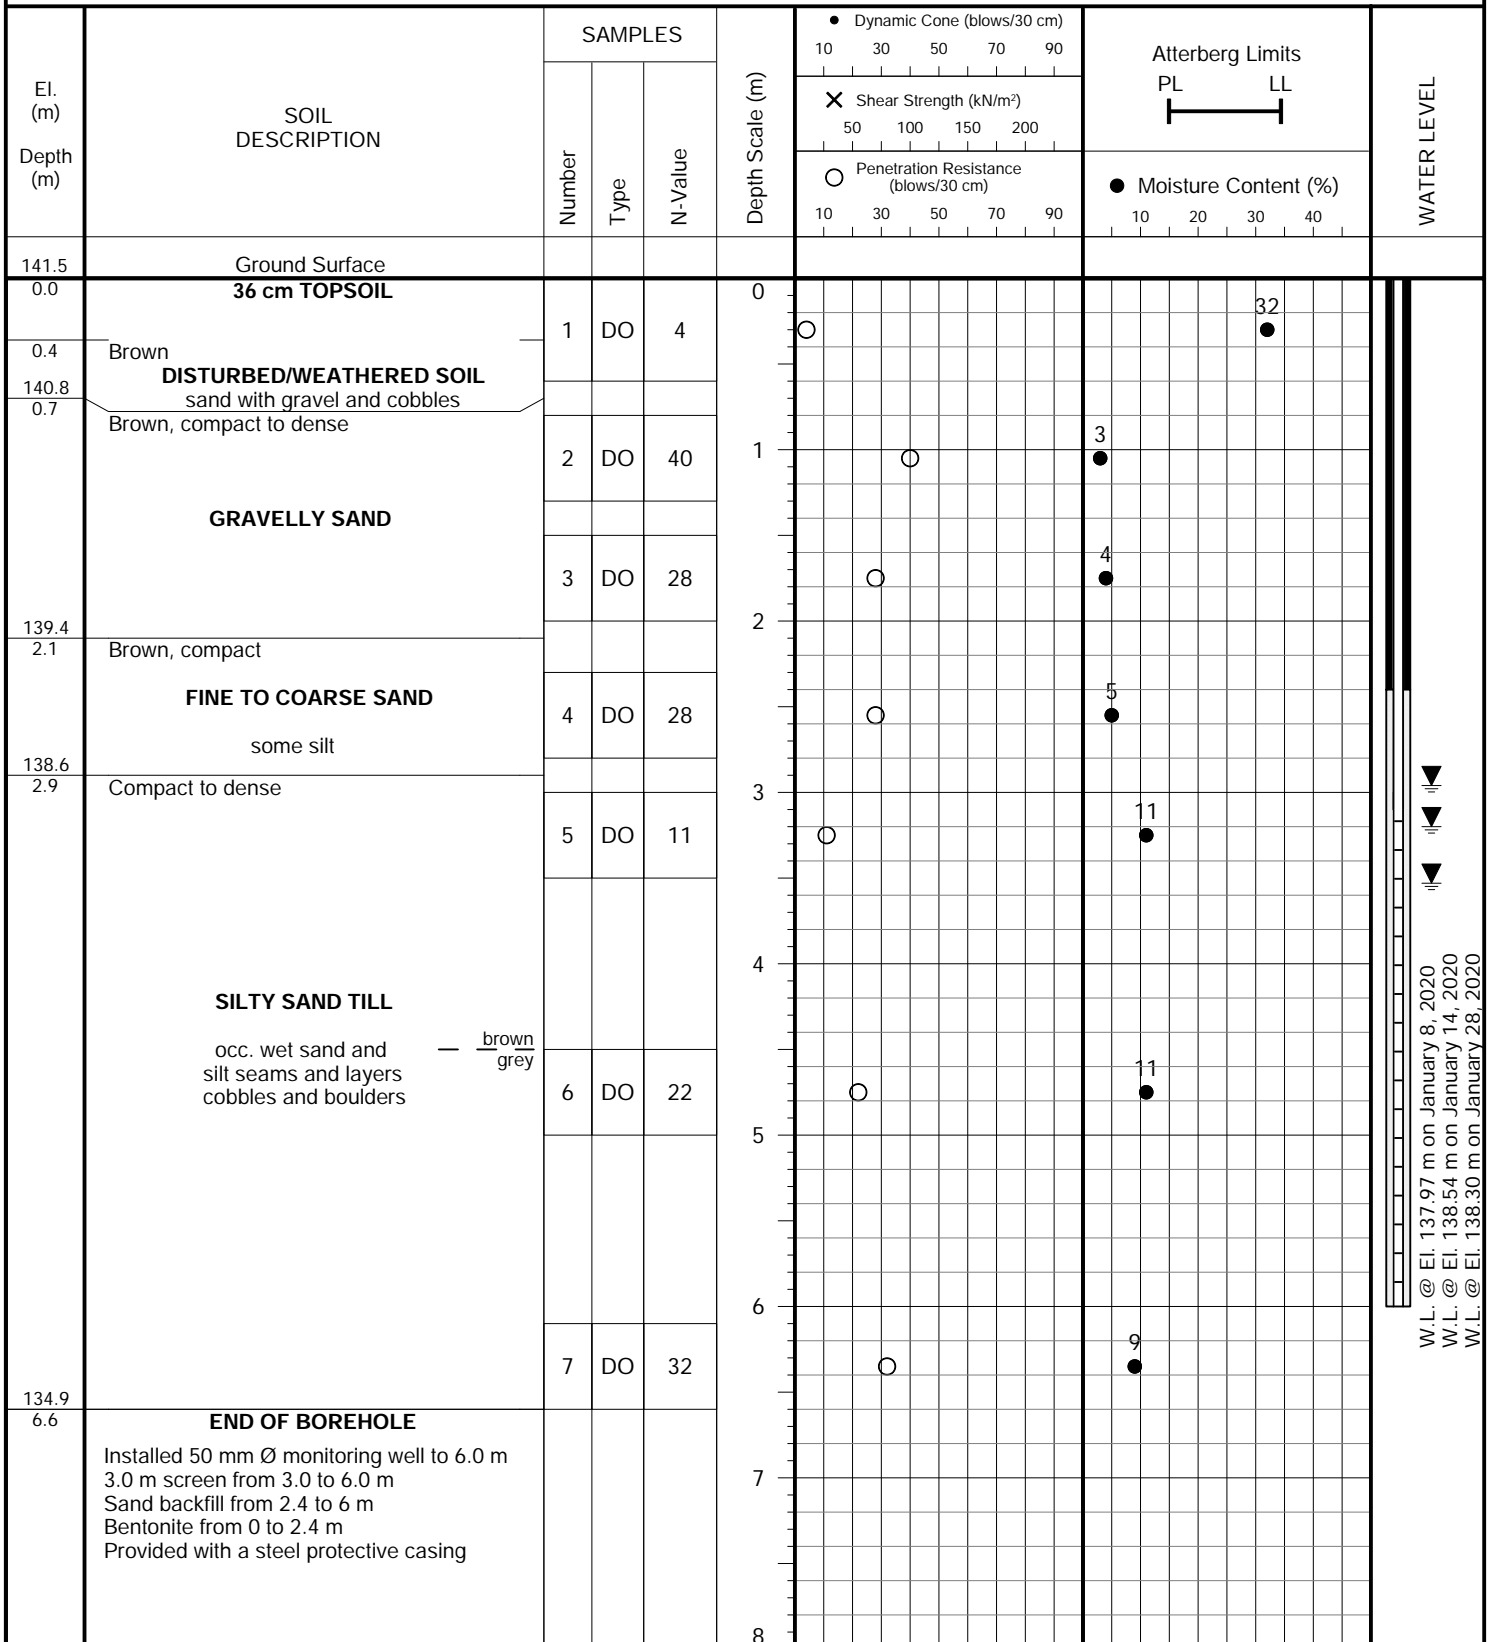 El.
(m)
Depth
(m)
SOIL
DESCRIPTION
SAMPLES
Number
Type
N-Value
Depth Scale (m)
Dynamic Cone (blows/30 cm)
10 30 50 70 90
Shear Strength (kN/m²)
50 100 150 200
Penetration Resistance
(blows/30 cm)
10 30 50 70 90
Atterberg Limits
PL LL
Moisture Content (%)
10 20 30 40
WATER LEVEL
141.5 Ground Surface
0.0 36 cm TOPSOIL 0
32
1 DO 4
0.4 Brown
DISTURBED/WEATHERED SOIL
140.8 sand with gravel and cobbles
0.7 Brown, compact to dense
3
1
2 DO 40
GRAVELLY SAND
4
3 DO 28
2
139.4
2.1 Brown, compact
FINE TO COARSE SAND 5
4 DO 28
some silt
138.6
2.9 Compact to dense
3
11
5 DO 11
4
SILTY SAND TILL
brown
occ. wet sand and grey
silt seams and layers 11
cobbles and boulders
6 DO 22
5
6
9
7 DO 32
134.9
6.6 END OF BOREHOLE
Installed 50 mm Ø monitoring well to 6.0 m
3.0 m screen from 3.0 to 6.0 m
7
Sand backfill from 2.4 to 6 m
Bentonite from 0 to 2.4 m
Provided with a steel protective casing
8
W.L. @ El. 137.97 m on January 8, 2020
W.L. @ El. 138.54 m on January 14, 2020
W.L. @ El. 138.30 m on January 28, 2020